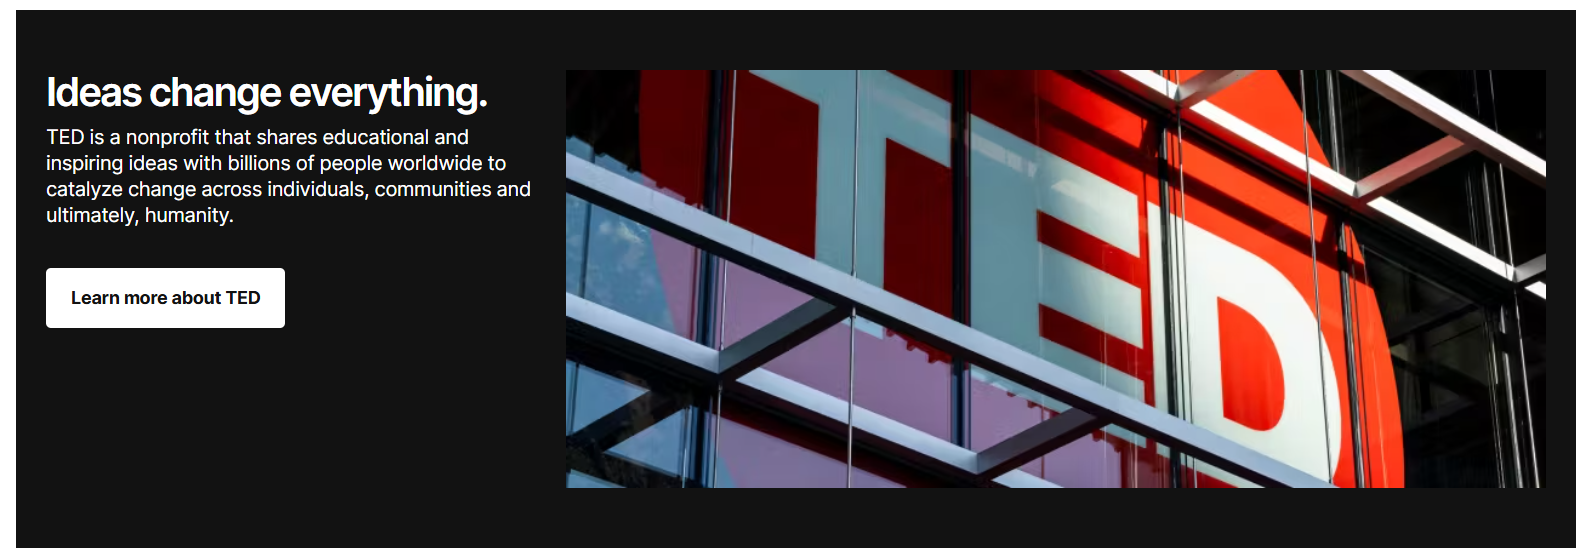 Ideas change everything.
TED is a nonprofit that shares educational and
inspiring ideas with billions of people worldwide to
catalyze change across individuals, communities and
ultimately, humanity.
Learn more about TED
TED